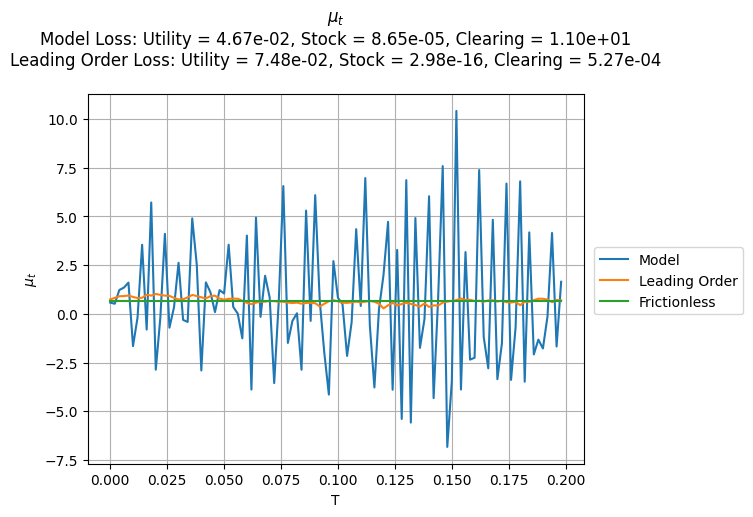 μt
Model Loss: Utility = 4.67e-02, Stock = 8.65e-05, Clearing = 1.10e+01
Leading Order Loss: Utility = 7.48e-02, Stock = 2.98e-16, Clearing = 5.27e-04
10.0
7.5
5.0
2.5
0.0
−2.5
−5.0
−7.5
μt
0.000
0.025
0.050
0.075
0.100
0.125
0.150
0.175
0.200
T
Model
Leading Order
Frictionless